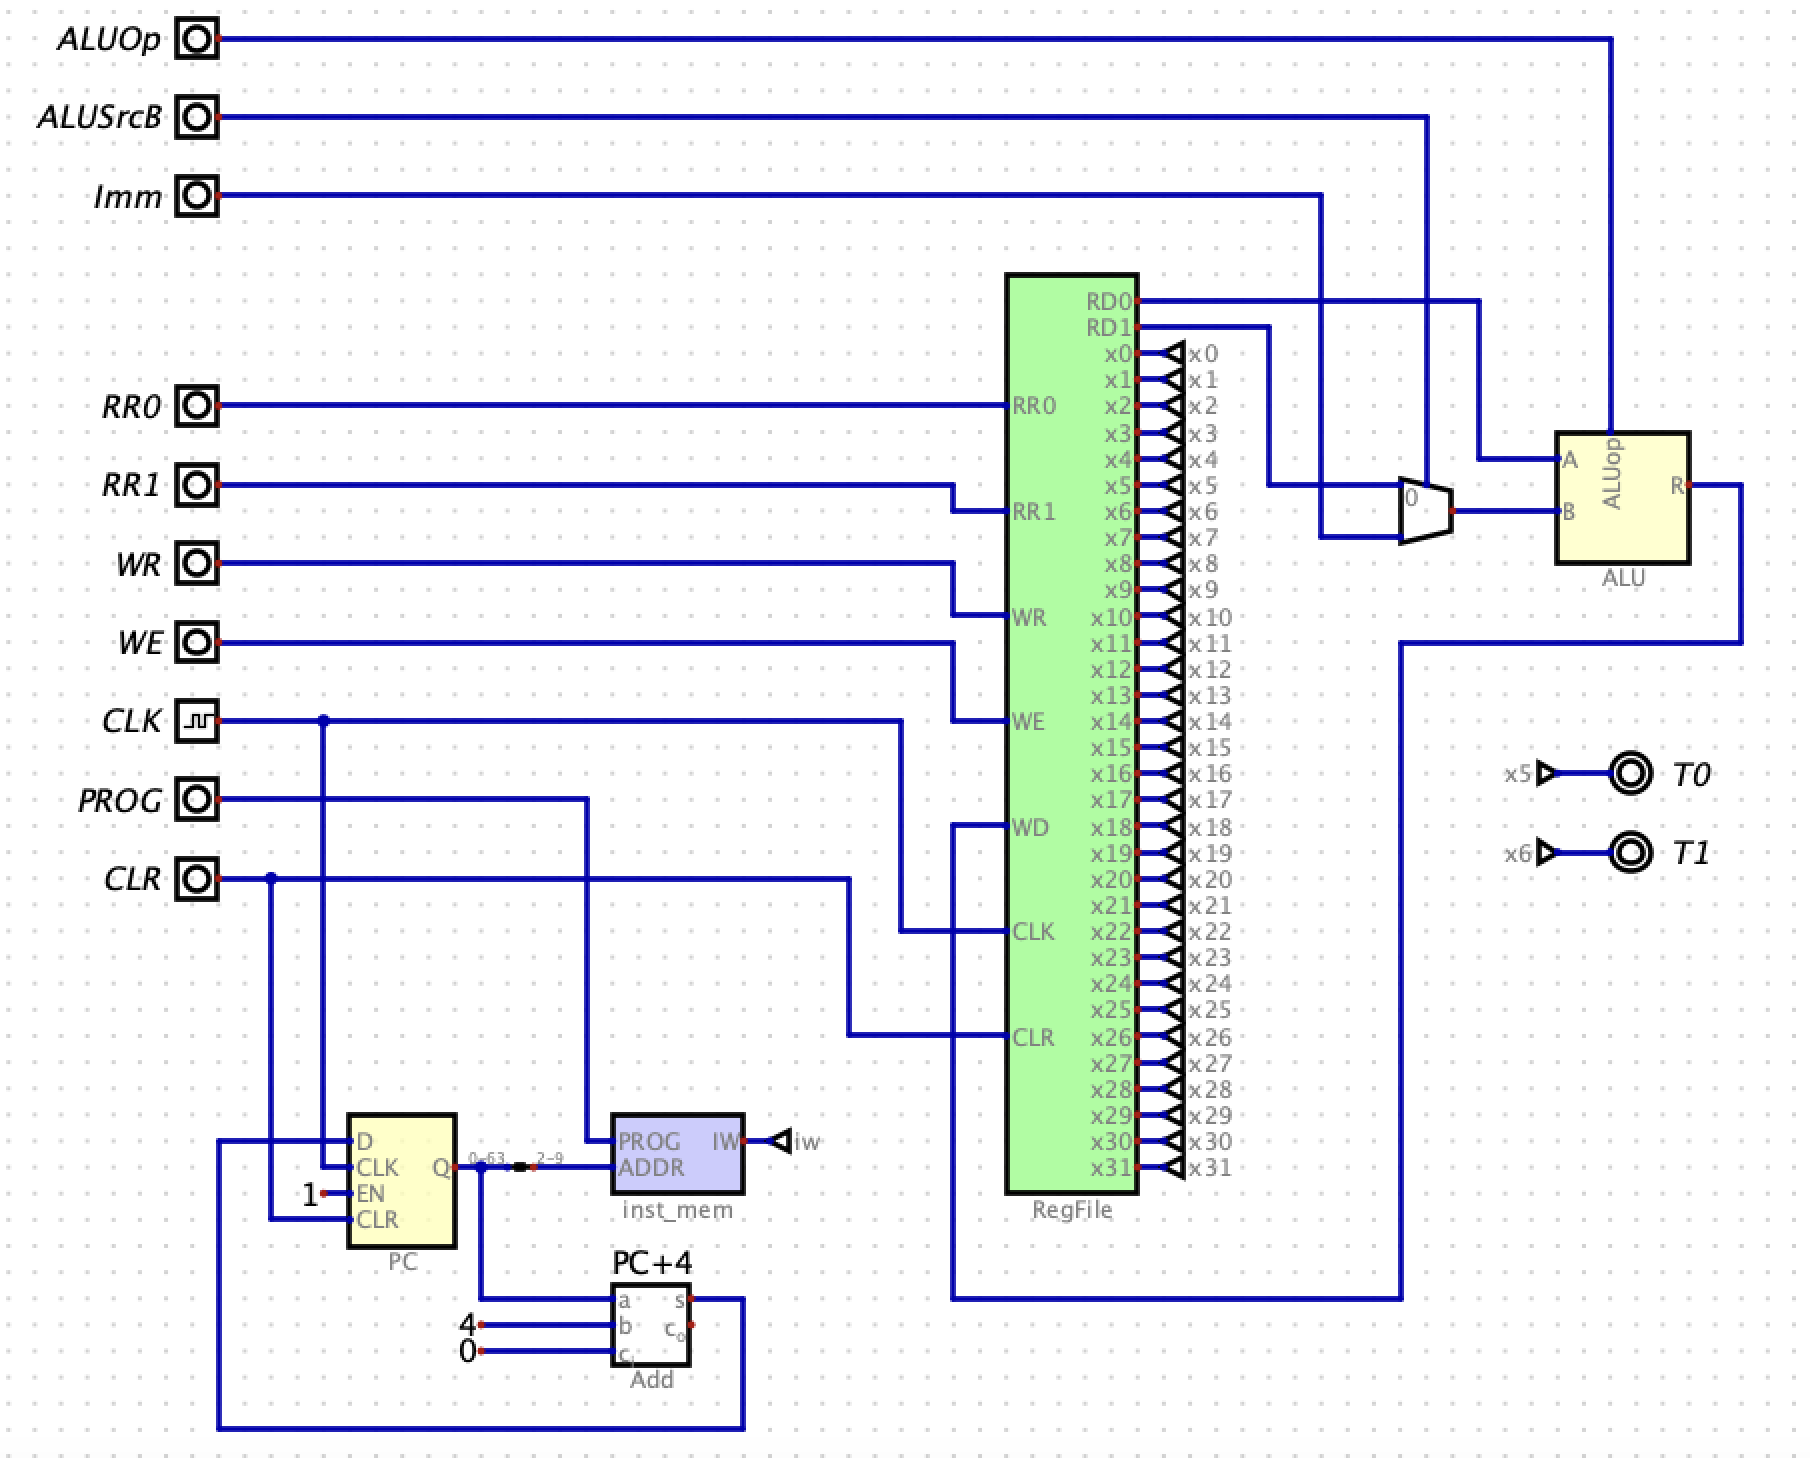 ALUOp
ALUSrcB
Imm
RR0
RR1
WR
WE
CLK
PROG
CLR
RD0
RD1
x0 x0
x1 x1
RR0 x2 x2
x3 x3
x4 x4
x5 x5
RR1 x6 x6
x7 x7
x8 x8
x9 x9
WR x10 x10
x11 x11
x12 x12
x13 x13
WE x14 x14
x15 x15
x16 x16
x17 x17
WD x18 x18
x19 x19
x20 x20
x21 x21
CLK x22 x22
x23 x23
x24 x24
x25 x25
CLR x26 x26
x27 x27
x28 x28
x29 x29
x30 x30
x31 x31
RegFile
0
ALUop
A
R
B
ALU
x5 T0
x6 T1
D
CLK Q
1 EN
CLR
PC
0-63 2-9
PROG IW iw
ADDR
inst_mem
PC+4
a s
4 b co
0 ci
Add